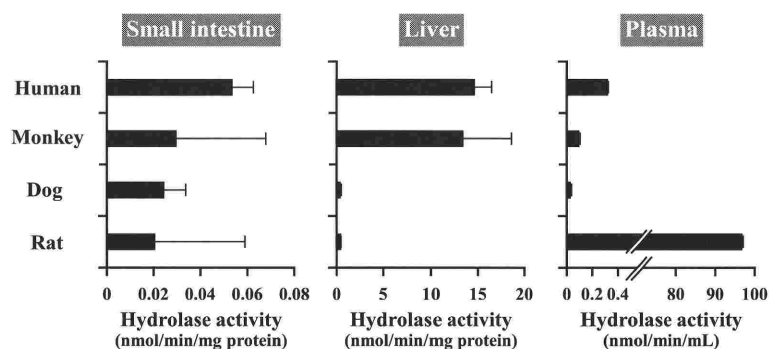 Small intestine
Liver
Plasma
Human
Monkey
Dog
Rat
0 0.02 0.04 0.06 0.08
0 5 10 15 20
0 0.2 0.4 80 90 100
Hydrolase activity
(nmol/min/mg protein)
Hydrolase activity
(nmol/min/mg protein)
Hydrolase activity
(nmol/min/mL)